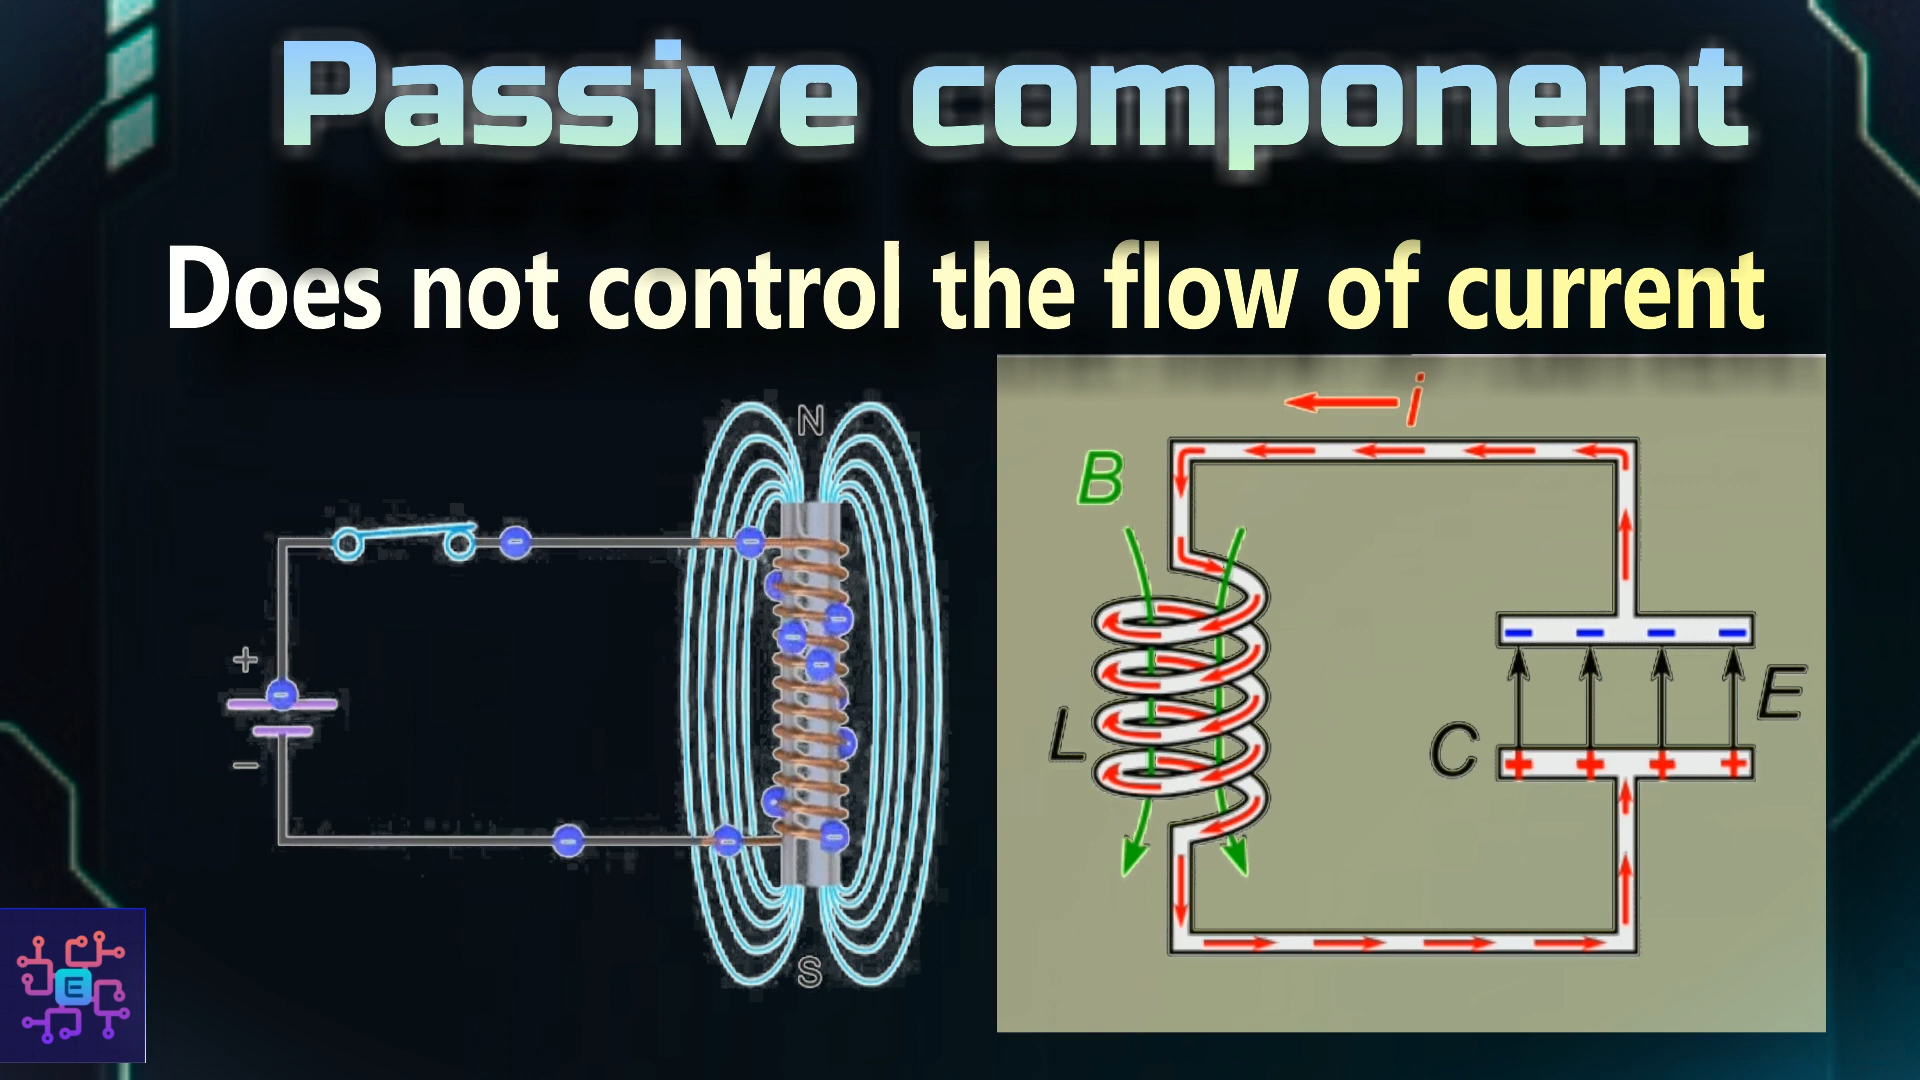 Passive component
Does not control the flow of current
N
i
B
+
−
L
C
E
S
E